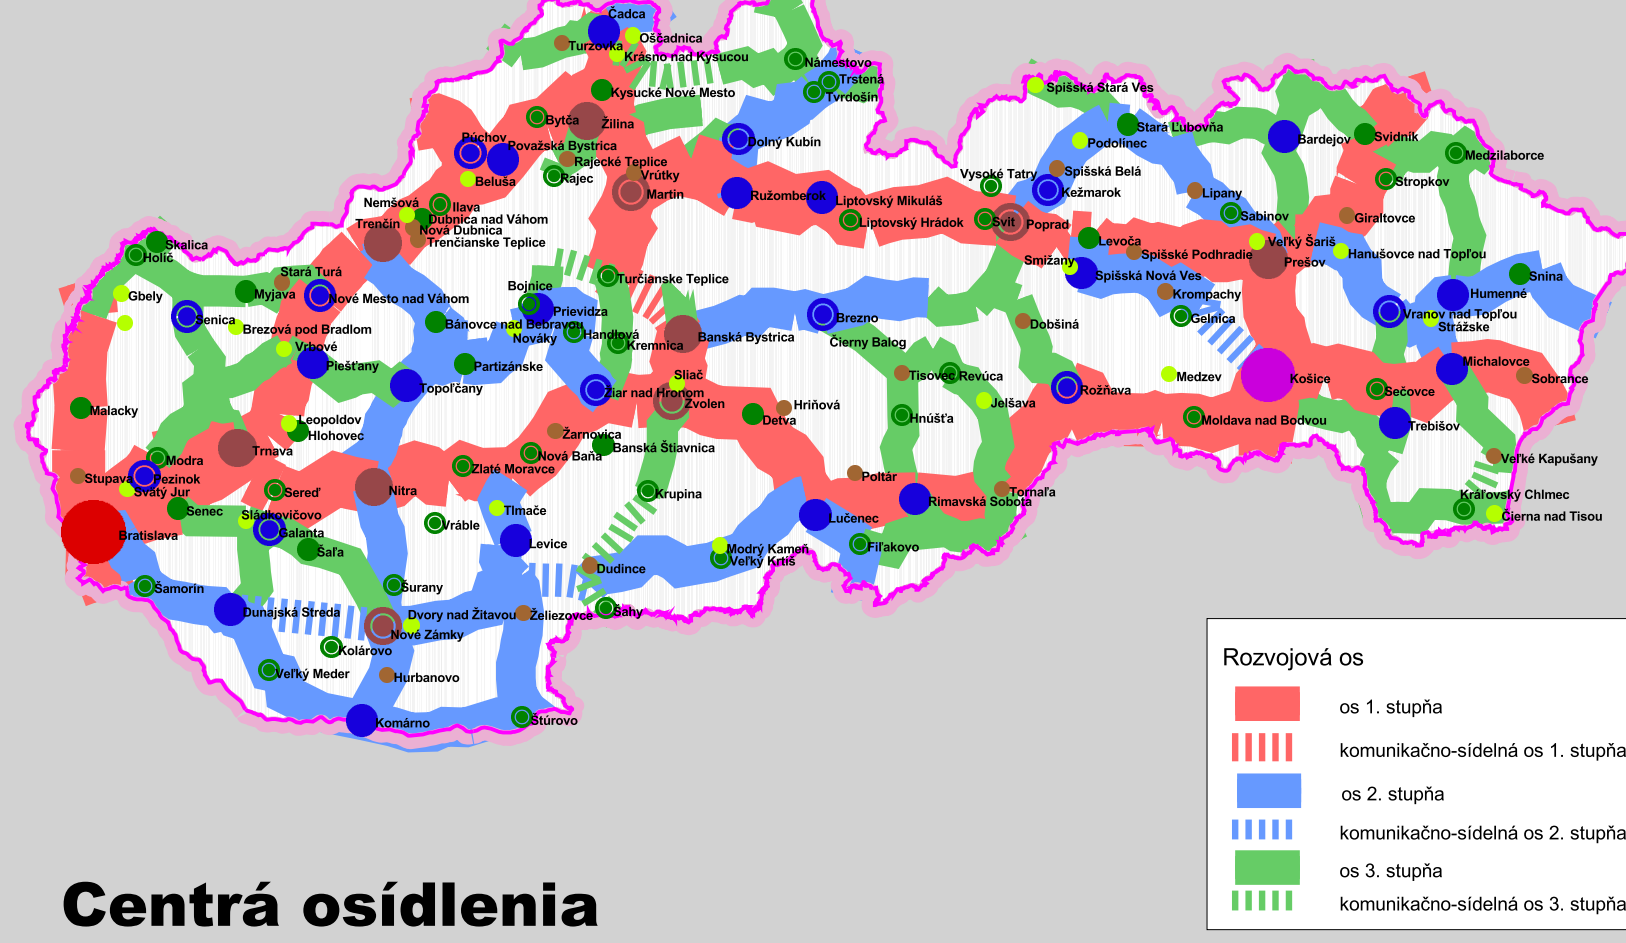 Čadca
Oščadnica
Turzovka
Krásno nad Kysucou
Námestovo
Trstená
Tvrdošín
Spišská Stará Ves
Kysucké Nové Mesto
Bytča
Žilina
Stará Ľubovňa
Bardejov
Svidník
Púchov
Považská Bystrica
Dolný Kubín
Podolinec
Medzilaborce
Rajecké Teplice
Vrútky
Rajec
Beluša
Vysoké Tatry
Spišská Belá
Stropkov
Martin
Ružomberok
Liptovský Mikuláš
Kežmarok
Lipany
Nemšová
Ilava
Dubnica nad Váhom
Trenčín
Nová Dubnica
Liptovský Hrádok
Svit
Poprad
Sabinov
Giraltovce
Trenčianske Teplice
Skalica
Holíč
Levoča
Veľký Šariš
Spišské Podhradie
Hanušovce nad Topľou
Smižany
Prešov
Stará Turá
Turčianske Teplice
Spišská Nová Ves
Snina
Bojnice
Gbely
Myjava
Nové Mesto nad Váhom
Krompachy
Humenné
Prievidza
Senica
Brezno
Gelnica
Vranov nad Topľou
Bánovce nad Bebravou
Brezová pod Bradlom
Dobšiná
Strážske
Nováky
Handlová
Banská Bystrica
Vrbové
Kremnica
Čierny Balog
Piešťany
Partizánske
Michalovce
Sliač
Tisovec
Revúca
Medzev
Košice
Sobrance
Topoľčany
Žiar nad Hronom
Rožňava
Zvolen
Jelšava
Sečovce
Malacky
Hriňová
Leopoldov
Detva
Hnúšťa
Moldava nad Bodvou
Trebišov
Hlohovec
Žarnovica
Banská Štiavnica
Trnava
Nová Baňa
Modra
Zlaté Moravce
Veľké Kapušany
Stupava
Pezinok
Poltár
Svätý Jur
Sereď
Nitra
Krupina
Tornaľa
Kráľovský Chlmec
Rimavská Sobota
Senec
Sládkovičovo
Tlmače
Čierna nad Tisou
Vráble
Lučenec
Bratislava
Galanta
Levice
Šaľa
Modrý Kameň
Fiľakovo
Veľký Krtíš
Dudince
Šamorín
Šurany
Dunajská Streda
Dvory nad Žitavou
Želiezovce
Šahy
Nové Zámky
Kolárovo
Veľký Meder
Hurbanovo
Komárno
Štúrovo
Rozvojová os
os 1. stupňa
komunikačno-sídelná os 1. stupňa
os 2. stupňa
komunikačno-sídelná os 2. stupňa
os 3. stupňa
komunikačno-sídelná os 3. stupňa
Centrá osídlenia